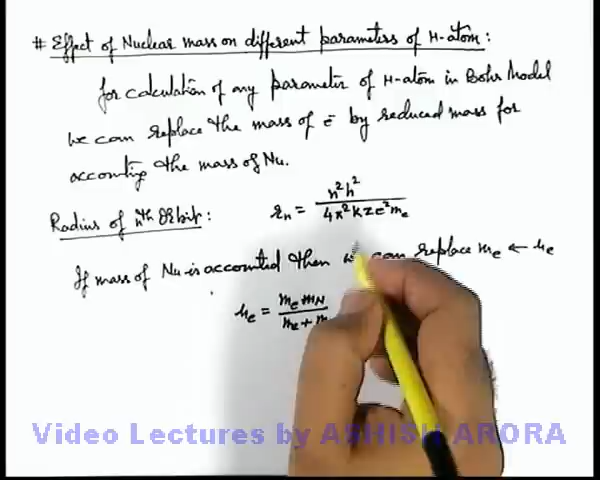 # Effect of Nuclear mass on different parameters of H-atom :
for calculation of any parameter of H-atom in Bohr Model
we can replace the mass of e⁻ by reduced mass for
accounting the mass of Nu.
Radius of nth Orbit : rₙ = n²h² / 4π²kZe²mₑ
If mass of Nu is accounted then we can replace mₑ ← μₑ
μₑ = mₑ m_N / mₑ + m
Video Lectures by ASHISH ARORA